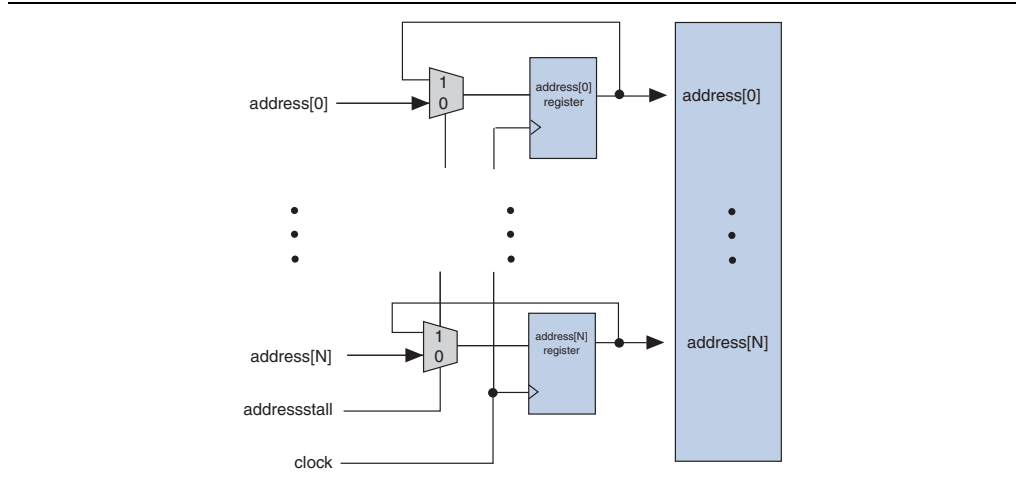 1
address[0]
0
address[0]
register
address[0]
1
address[N]
0
address[N]
register
address[N]
addressstall
clock